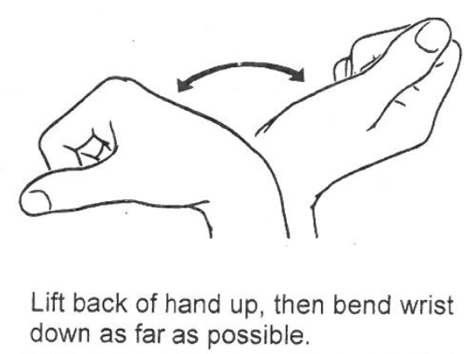 Lift back of hand up, then bend wrist
down as far as possible.